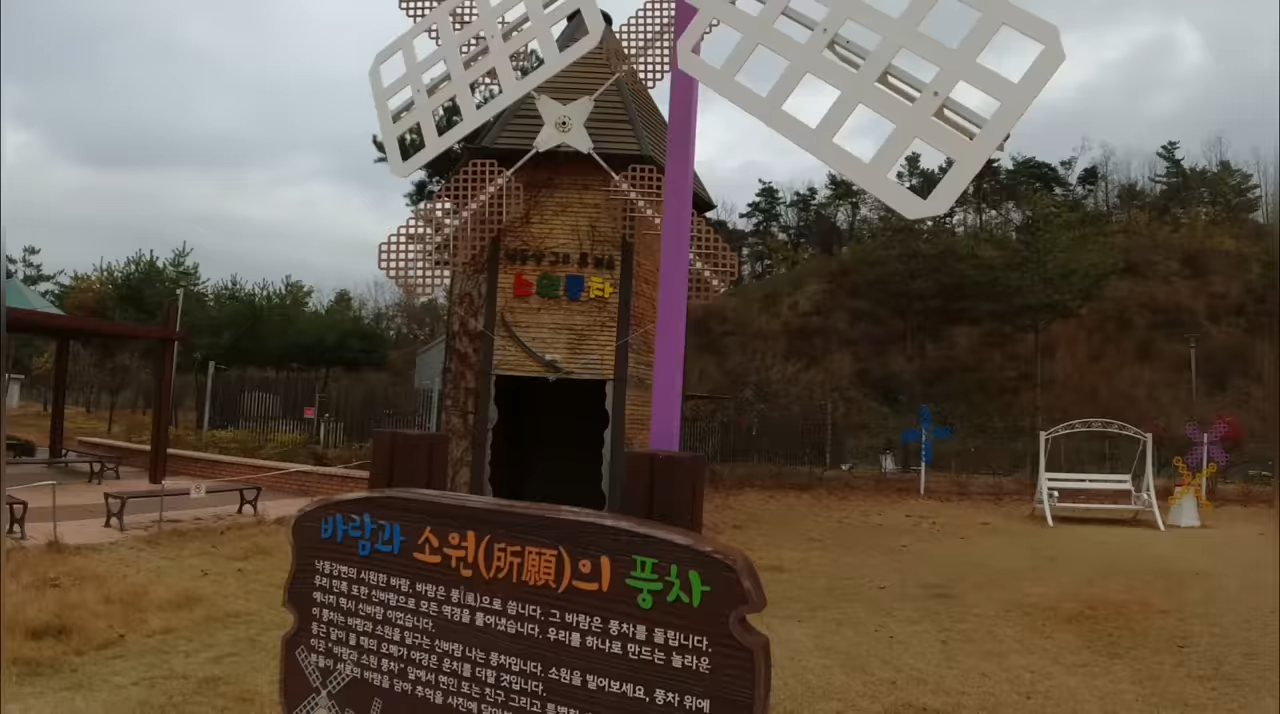 소원풍차
바람과 소원(所願)의 풍차
낙동강변의 시원한 바람, 바람은 풍(風)으로 씁니다. 그 바람은 풍차를 돌립니다.
우리 민족 또한 신바람으로 모든 역경을 풀어냈습니다. 우리를 하나로 만드는 놀라운
에너지 역시 신바람 이었습니다.
이 풍차는 바람과 소원을 일구는 신바람 나는 풍차입니다. 소원을 빌어보세요, 풍차 위에
둥근 달이 뜰 때의 오메가 야경은 운치를 더할 것입니다.
이곳 "바람과 소원 풍차" 앞에서 연인 또는 친구 그리고 특별한
분들이 서로의 바람을 담아 추억을 사진에